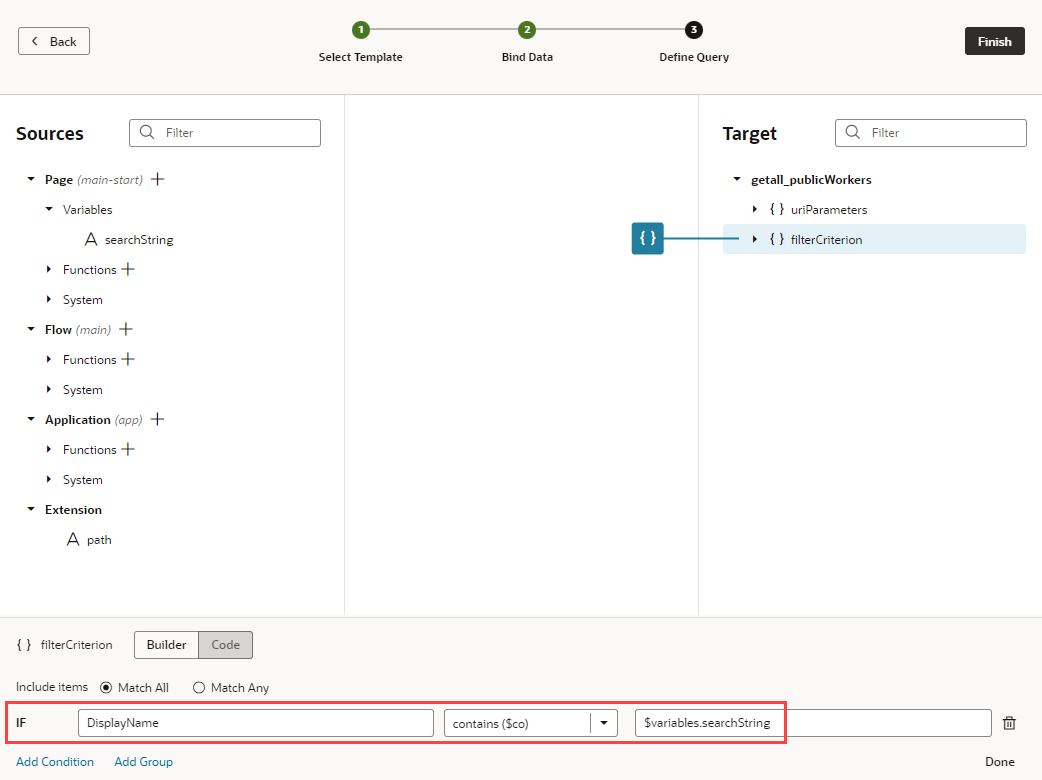 Back
1
2
3
Select Template
Bind Data
Define Query
Finish
Sources
Filter
Page (main-start)
Variables
searchString
Functions
System
Flow (main)
Functions
System
Application (app)
Functions
System
Extension
path
{ }
Target
Filter
getall_publicWorkers
{ } uriParameters
{ } filterCriterion
{ } filterCriterion
Builder
Code
Include items
Match All
Match Any
IF
DisplayName
contains ($co)
$variables.searchString
Add Condition
Add Group
Done